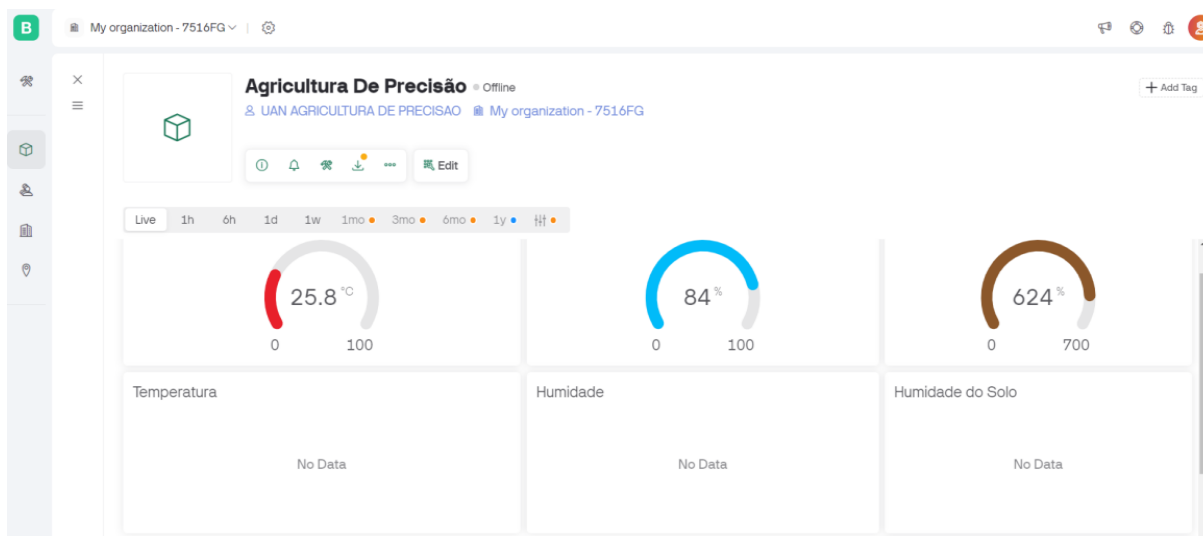 B
My organization - 7516FG
Agricultura De Precisão Offline
UAN AGRICULTURA DE PRECISAO My organization - 7516FG
Add Tag
Edit
Live 1h 6h 1d 1w 1mo 3mo 6mo 1y
25.8 °C
0 100
84 %
0 100
624 %
0 700
Temperatura
No Data
Humidade
No Data
Humidade do Solo
No Data